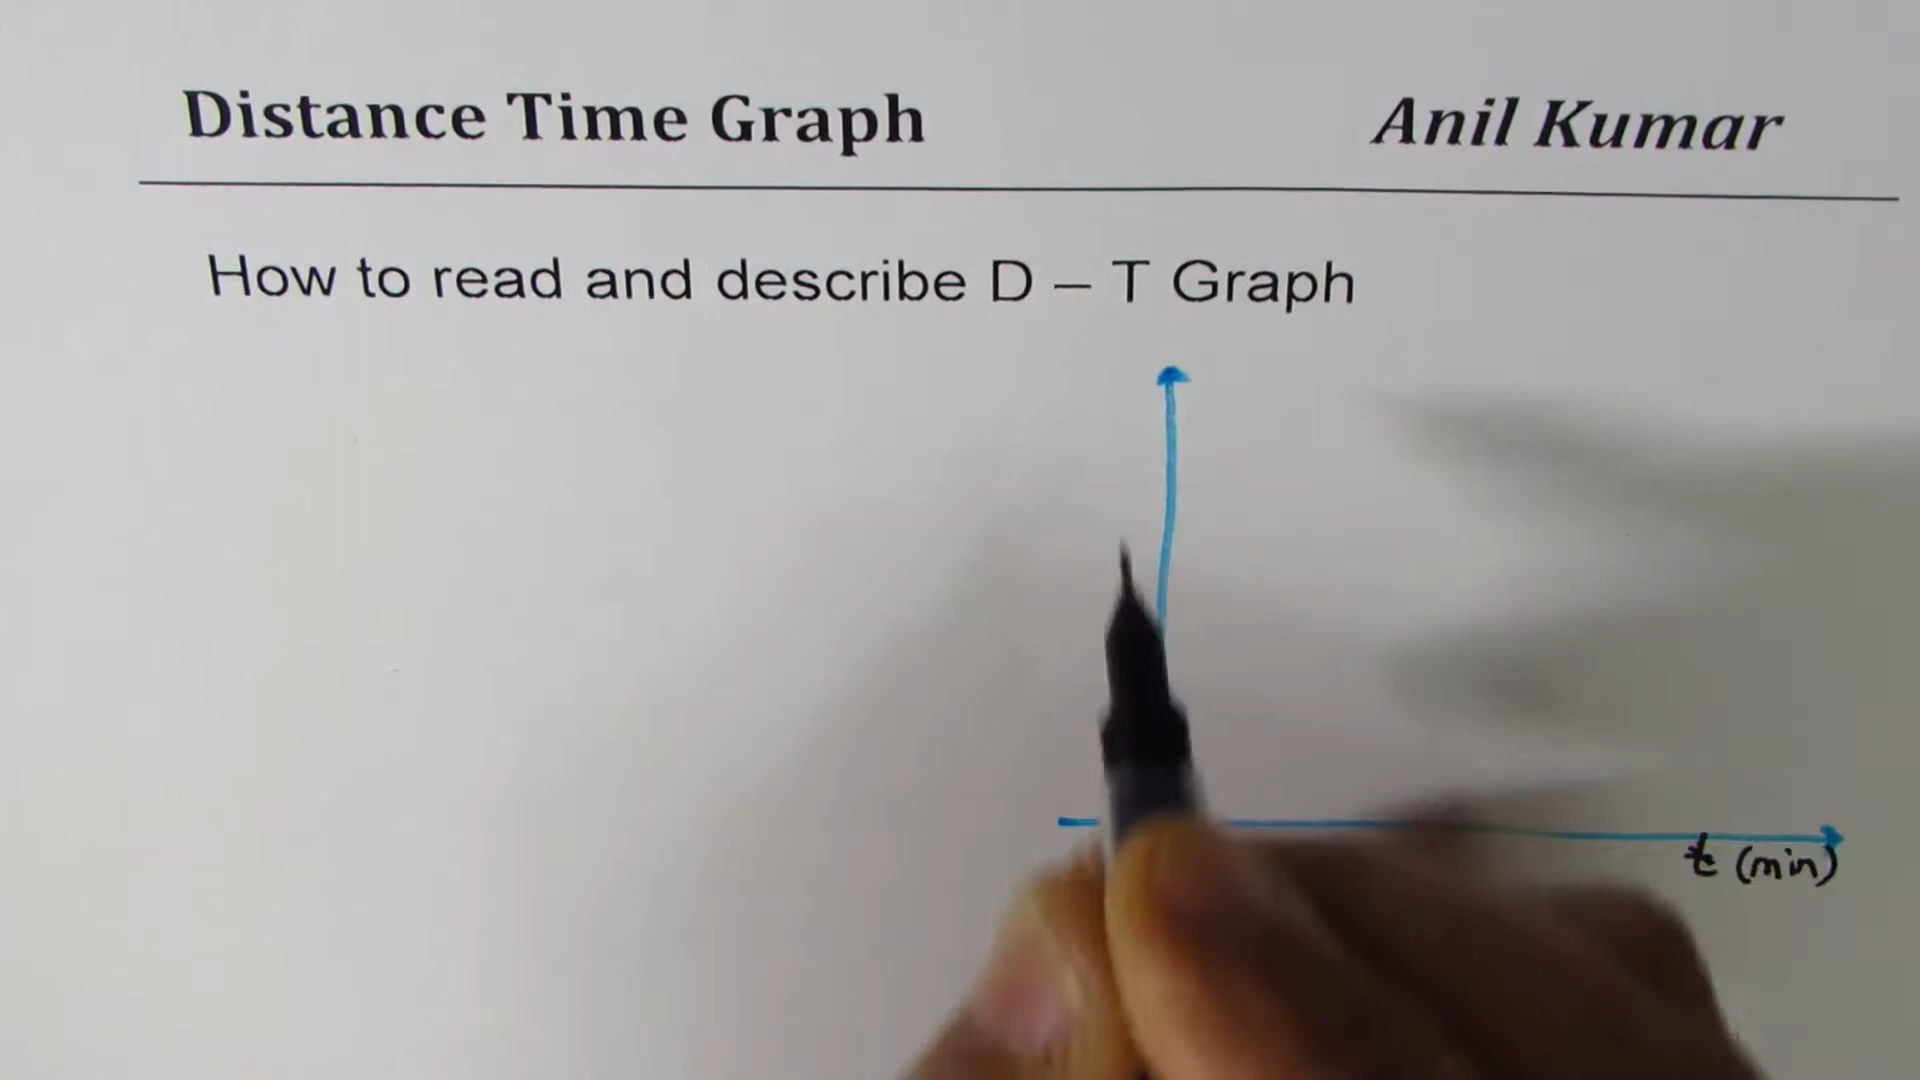 Distance Time Graph
Anil Kumar
How to read and describe D – T Graph
t (min)